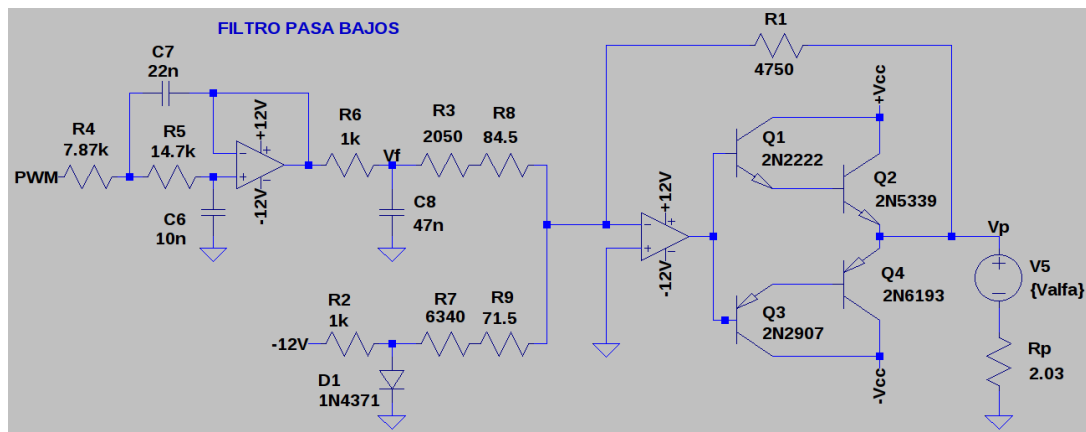 FILTRO PASA BAJOS
C7
22n
R4
7.87k
R5
14.7k
PWM
C6
10n
+12V
-12V
R6
1k
Vf
C8
47n
R3
2050
R8
84.5
R2
1k
-12V
D1
1N4371
R7
6340
R9
71.5
+12V
-12V
R1
4750
+Vcc
Q1
2N2222
Q2
2N5339
Q3
2N2907
Q4
2N6193
-Vcc
Vp
V5
{Valfa}
Rp
2.03